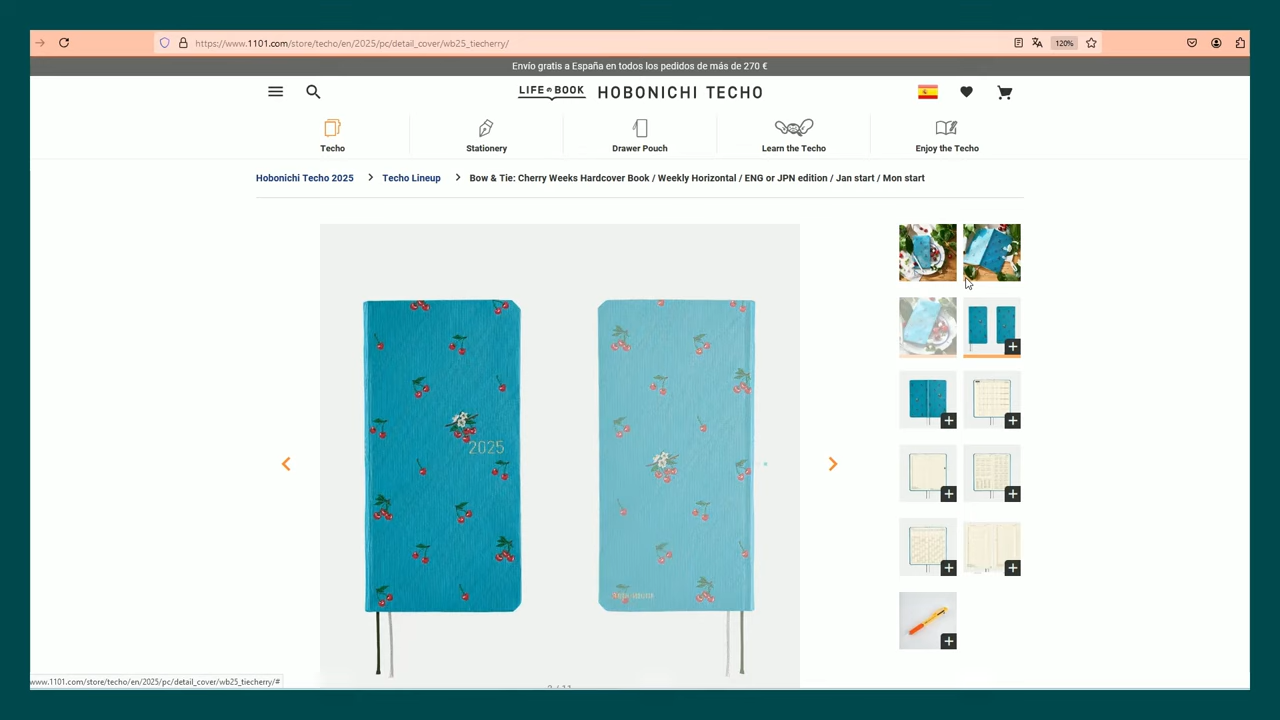 https://www.1101.com/store/techo/en/2025/pc/detail_cover/wb25_tiecherry/
120%
Envío gratis a España en todos los pedidos de más de 270 €
LIFE BOOK HOBONICHI TECHO
Techo
Stationery
Drawer Pouch
Learn the Techo
Enjoy the Techo
Hobonichi Techo 2025 > Techo Lineup > Bow & Tie: Cherry Weeks Hardcover Book / Weekly Horizontal / ENG or JPN edition / Jan start / Mon start
2025
www.1101.com/store/techo/en/2025/pc/detail_cover/wb25_tiecherry/#